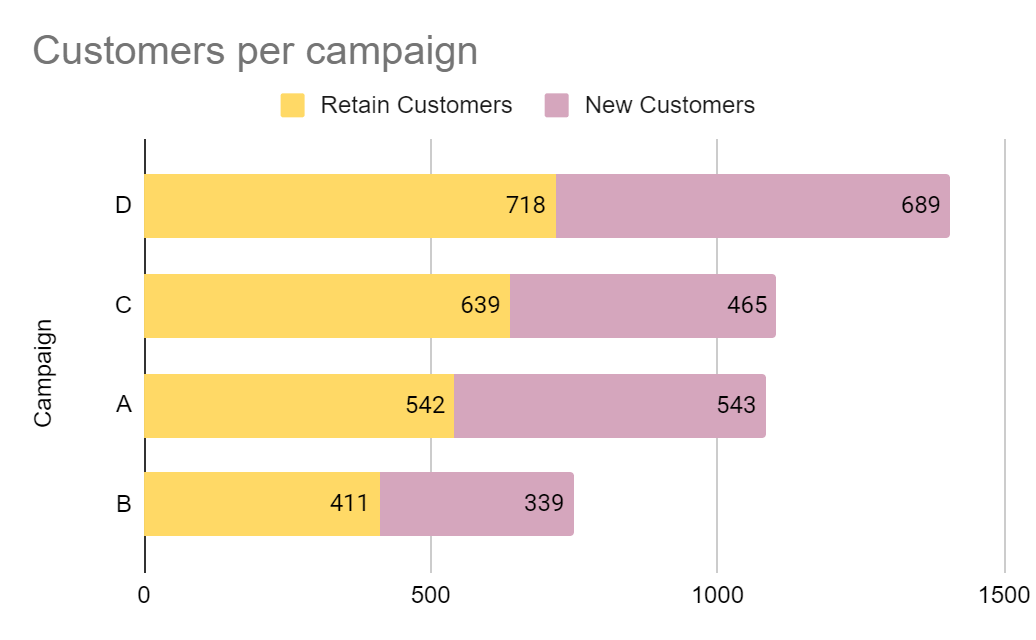 Customers per campaign
Retain Customers New Customers
D 718 689
C 639 465
A 542 543
B 411 339
Campaign
0 500 1000 1500